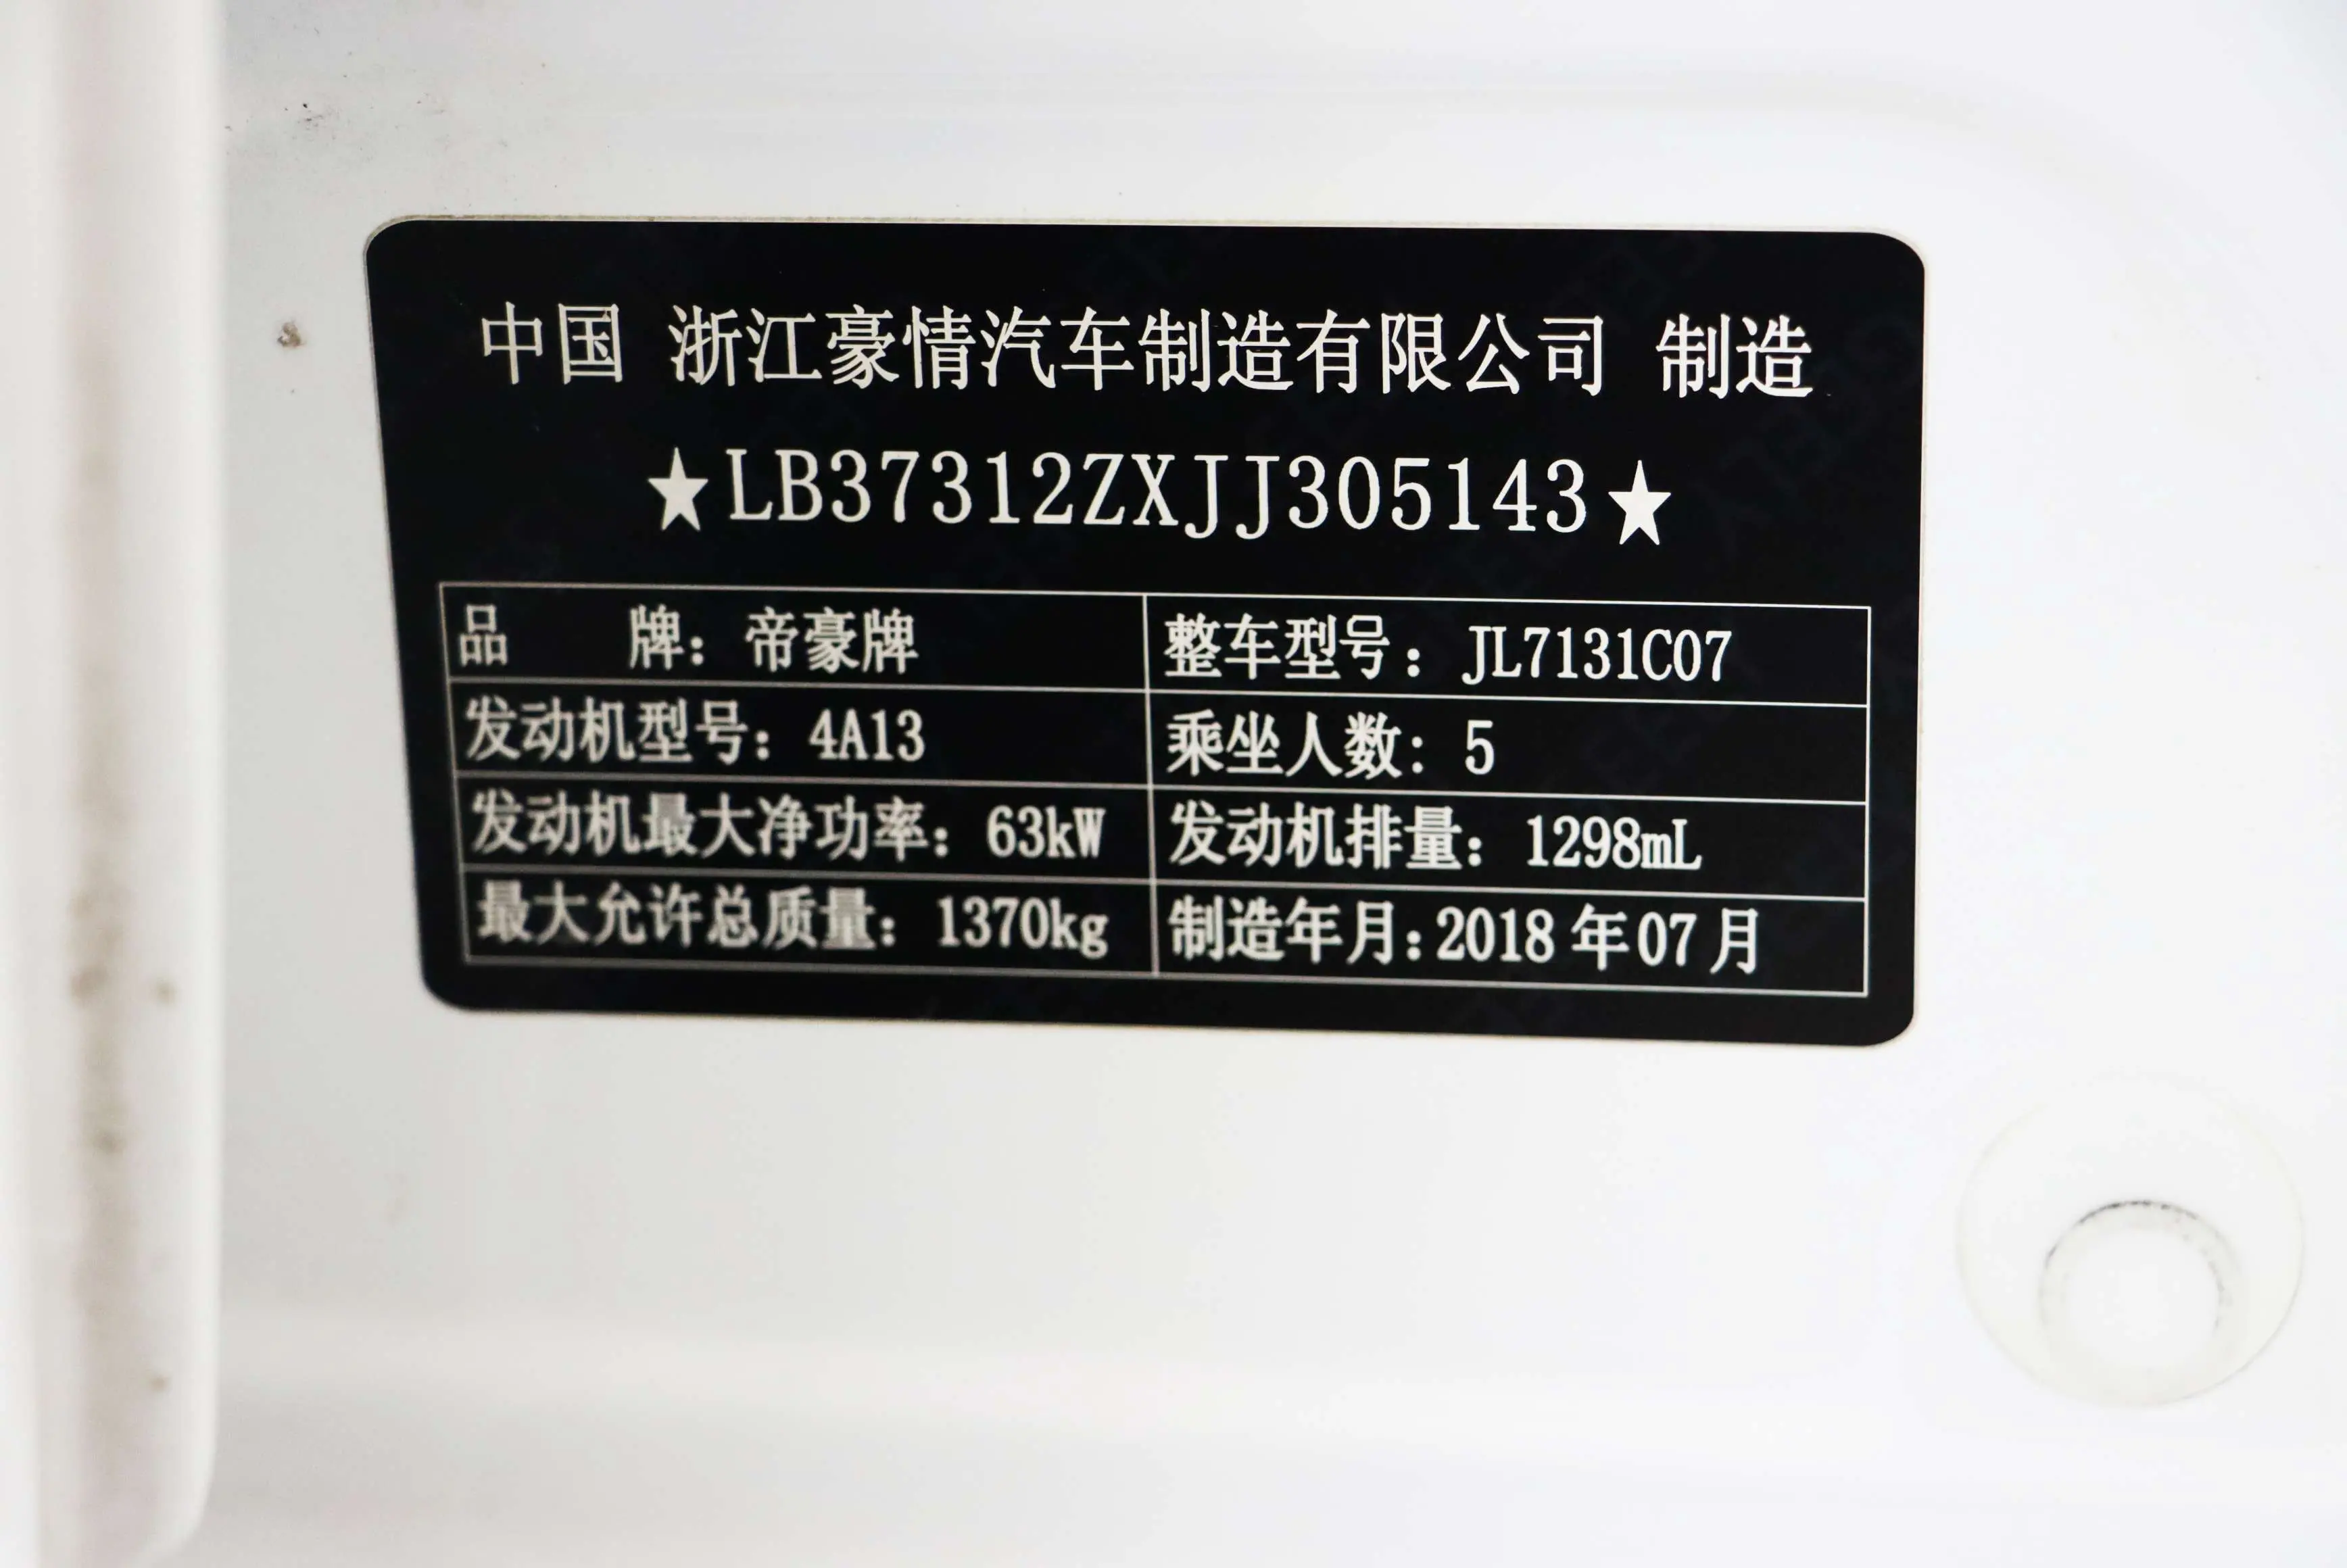 中国 浙江豪情汽车制造有限公司 制造
★LB37312ZXJJ305143★
品 牌：帝豪牌 整车型号：JL7131C07
发动机型号：4A13 乘坐人数：5
发动机最大净功率：63kW 发动机排量：1298mL
最大允许总质量：1370kg 制造年月：2018年07月